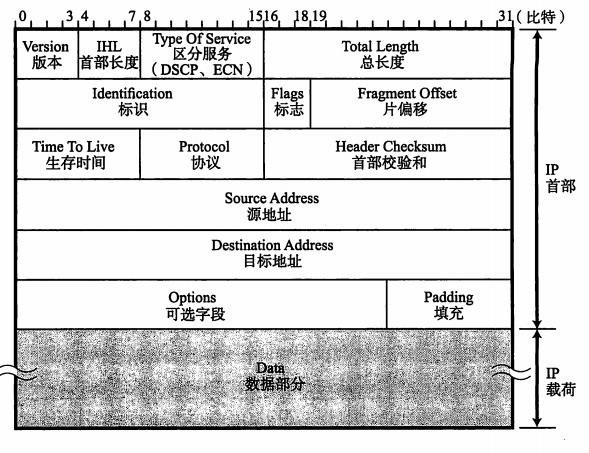 0 3 4 7 8 15 16 18 19 31 (比特)
Version
版本
IHL
首部长度
Type Of Service
区分服务
(DSCP、ECN)
Total Length
总长度
Identification
标识
Flags
标志
Fragment Offset
片偏移
Time To Live
生存时间
Protocol
协议
Header Checksum
首部校验和
Source Address
源地址
Destination Address
目标地址
Options
可选字段
Padding
填充
IP
首部
Data
数据部分
IP
载荷